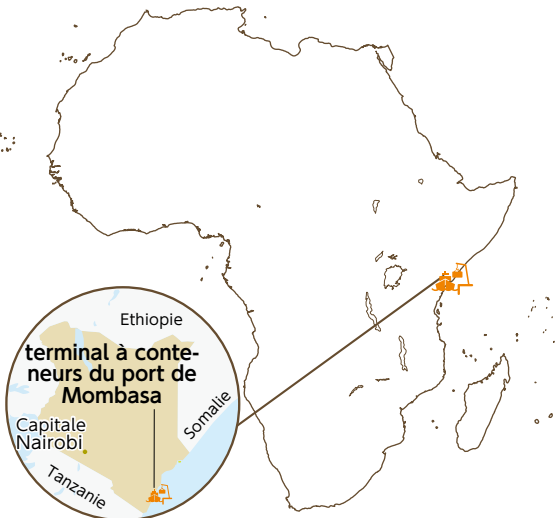 Ethiopie
terminal à conte-
neurs du port de
Mombasa
Somalie
Capitale
Nairobi
Tanzanie